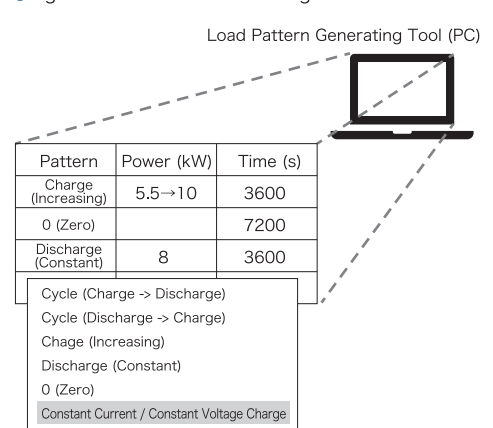 Load Pattern Generating Tool (PC)
Pattern Power (kW) Time (s)
Charge
(Increasing) 5.5→10 3600
0 (Zero) 7200
Discharge
(Constant) 8 3600
Cycle (Charge -> Discharge)
Cycle (Discharge -> Charge)
Chage (Increasing)
Discharge (Constant)
0 (Zero)
Constant Current / Constant Voltage Charge